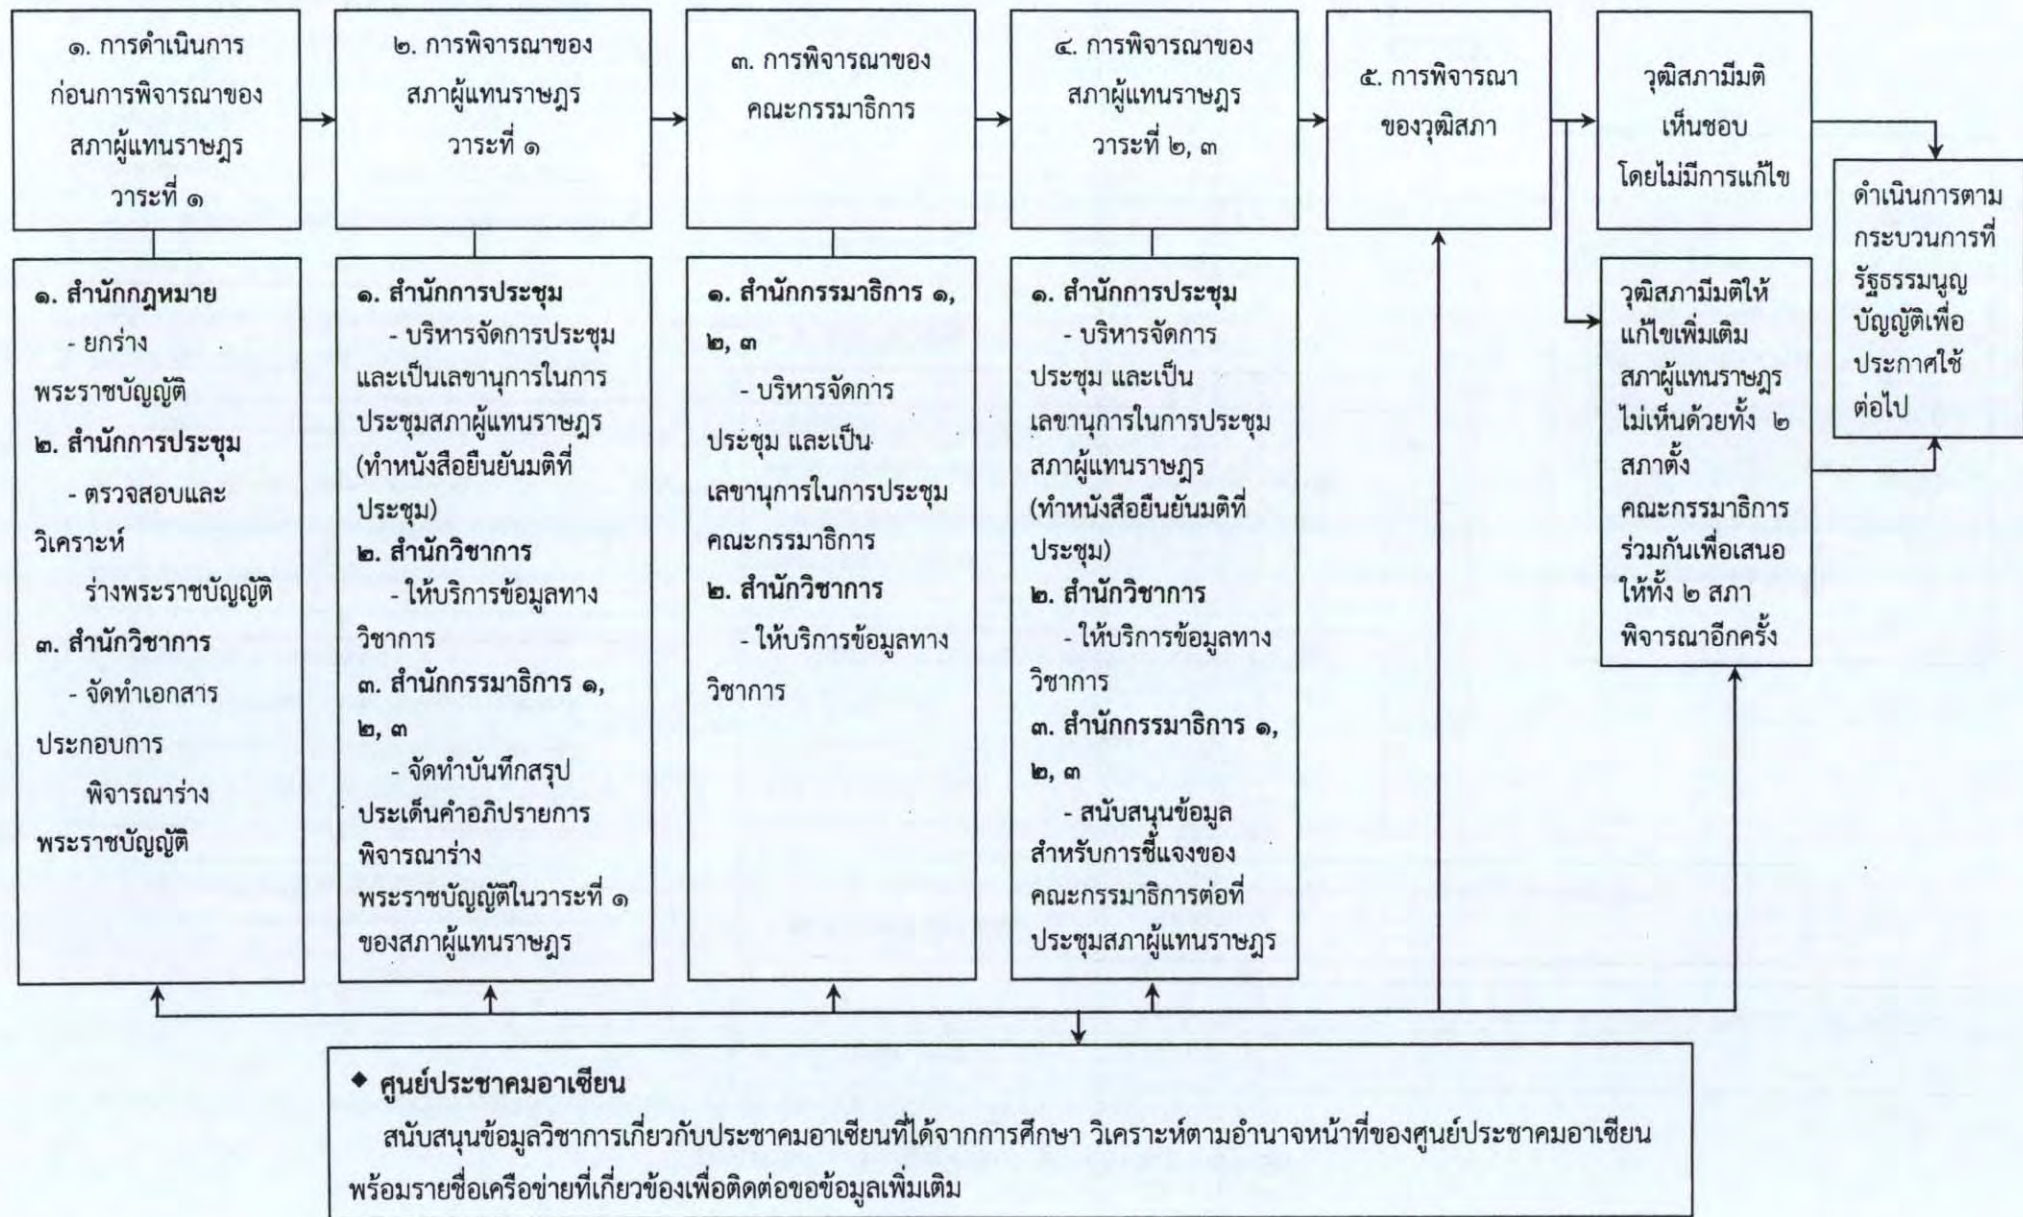 ๑. การดำเนินการ
ก่อนการพิจารณาของ
สภาผู้แทนราษฎร
วาระที่ ๑
๒. การพิจารณาของ
สภาผู้แทนราษฎร
วาระที่ ๑
๓. การพิจารณาของ
คณะกรรมาธิการ
๔. การพิจารณาของ
สภาผู้แทนราษฎร
วาระที่ ๒, ๓
๕. การพิจารณา
ของวุฒิสภา
วุฒิสภามีมติ
เห็นชอบ
โดยไม่มีการแก้ไข
ดำเนินการตาม
กระบวนการที่
รัฐธรรมนูญ
บัญญัติเพื่อ
ประกาศใช้
ต่อไป
๑. สำนักกฎหมาย
- ยกร่าง
พระราชบัญญัติ
๒. สำนักการประชุม
- ตรวจสอบและ
วิเคราะห์
ร่างพระราชบัญญัติ
๓. สำนักวิชาการ
- จัดทำเอกสาร
ประกอบการ
พิจารณาร่าง
พระราชบัญญัติ
๑. สำนักการประชุม
- บริหารจัดการประชุม
และเป็นเลขานุการในการ
ประชุมสภาผู้แทนราษฎร
(ทำหนังสือยืนยันมติที่
ประชุม)
๒. สำนักวิชาการ
- ให้บริการข้อมูลทาง
วิชาการ
๓. สำนักกรรมาธิการ ๑,
๒, ๓
- จัดทำบันทึกสรุป
ประเด็นคำอภิปรายการ
พิจารณาร่าง
พระราชบัญญัติในวาระที่ ๑
ของสภาผู้แทนราษฎร
๑. สำนักกรรมาธิการ ๑,
๒, ๓
- บริหารจัดการ
ประชุม และเป็น
เลขานุการในการประชุม
คณะกรรมาธิการ
๒. สำนักวิชาการ
- ให้บริการข้อมูลทาง
วิชาการ
๑. สำนักการประชุม
- บริหารจัดการ
ประชุม และเป็น
เลขานุการในการประชุม
สภาผู้แทนราษฎร
(ทำหนังสือยืนยันมติที่
ประชุม)
๒. สำนักวิชาการ
- ให้บริการข้อมูลทาง
วิชาการ
๓. สำนักกรรมาธิการ ๑,
๒, ๓
- สนับสนุนข้อมูล
สำหรับการชี้แจงของ
คณะกรรมาธิการต่อที่
ประชุมสภาผู้แทนราษฎร
วุฒิสภามีมติให้
แก้ไขเพิ่มเติม
สภาผู้แทนราษฎร
ไม่เห็นด้วยทั้ง ๒
สภาตั้ง
คณะกรรมาธิการ
ร่วมกันเพื่อเสนอ
ให้ทั้ง ๒ สภา
พิจารณาอีกครั้ง
◆ ศูนย์ประชาคมอาเซียน
สนับสนุนข้อมูลวิชาการเกี่ยวกับประชาคมอาเซียนที่ได้จากการศึกษา วิเคราะห์ตามอำนาจหน้าที่ของศูนย์ประชาคมอาเซียน
พร้อมรายชื่อเครือข่ายที่เกี่ยวข้องเพื่อติดต่อขอข้อมูลเพิ่มเติม